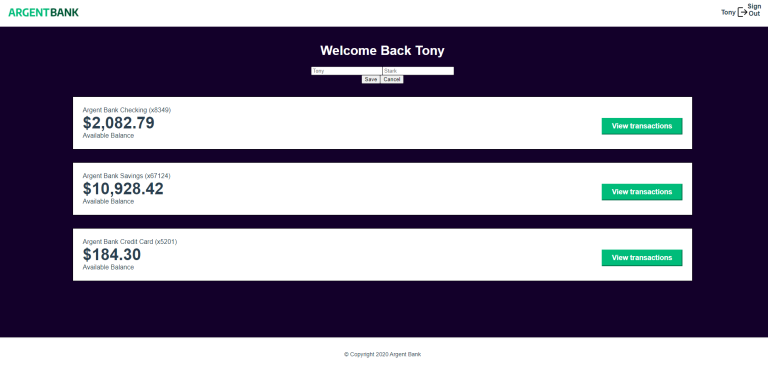 ARGENTBANK
Tony Sign Out
Welcome Back Tony
Tony Stark
Save Cancel
Argent Bank Checking (x8349)
$2,082.79
Available Balance
View transactions
Argent Bank Savings (x67124)
$10,928.42
Available Balance
View transactions
Argent Bank Credit Card (x5201)
$184.30
Available Balance
View transactions
© Copyright 2020 Argent Bank